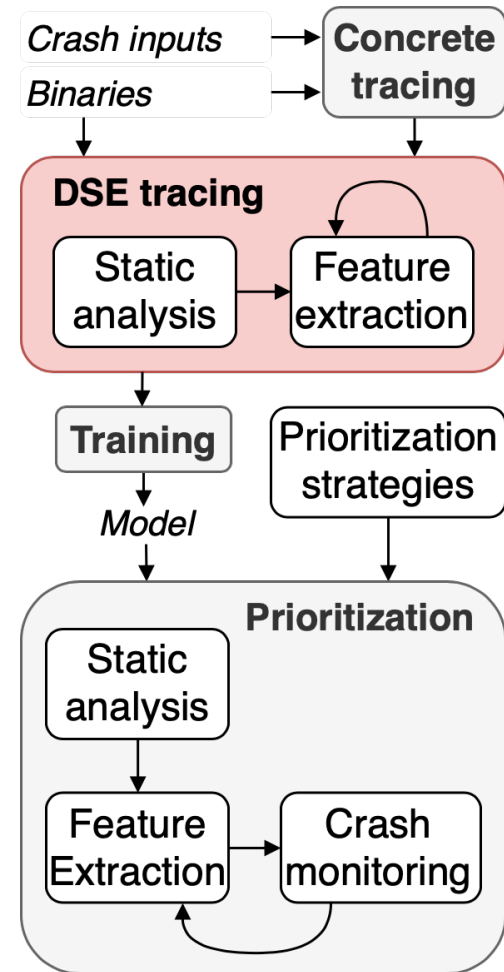 Crash inputs
Concrete
tracing
Binaries
DSE tracing
Static
analysis
Feature
extraction
Training
Prioritization
strategies
Model
Prioritization
Static
analysis
Feature
Extraction
Crash
monitoring